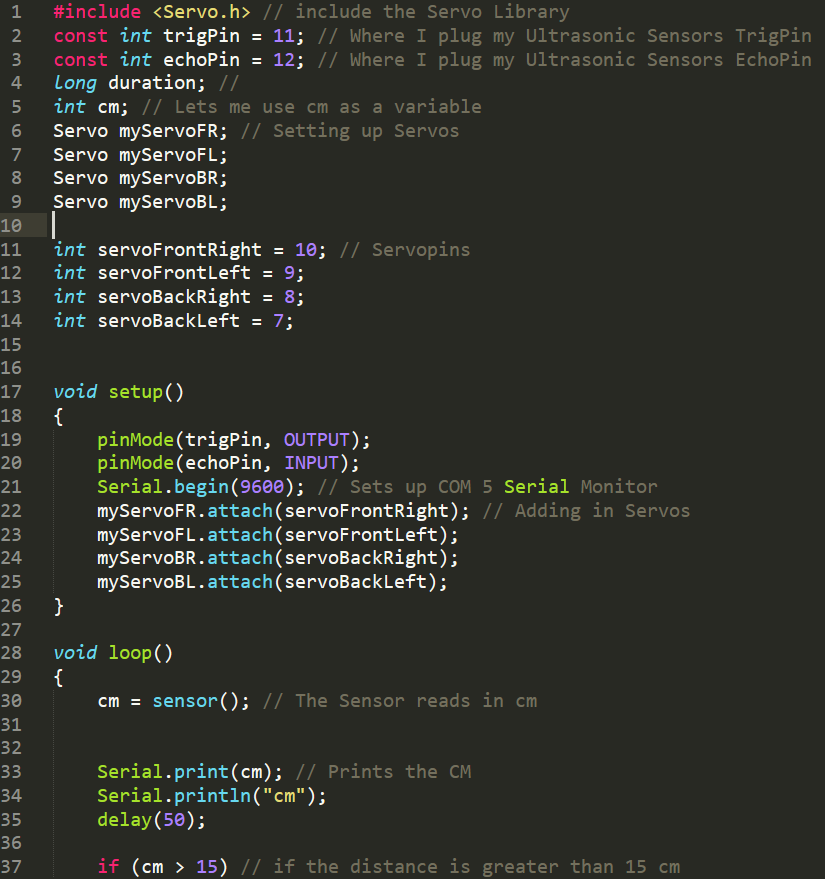 1 #include <Servo.h> // include the Servo Library
2 const int trigPin = 11; // Where I plug my Ultrasonic Sensors TrigPin
3 const int echoPin = 12; // Where I plug my Ultrasonic Sensors EchoPin
4 long duration; //
5 int cm; // Lets me use cm as a variable
6 Servo myServoFR; // Setting up Servos
7 Servo myServoFL;
8 Servo myServoBR;
9 Servo myServoBL;
10
11 int servoFrontRight = 10; // Servopins
12 int servoFrontLeft = 9;
13 int servoBackRight = 8;
14 int servoBackLeft = 7;
15
16
17 void setup()
18 {
19     pinMode(trigPin, OUTPUT);
20     pinMode(echoPin, INPUT);
21     Serial.begin(9600); // Sets up COM 5 Serial Monitor
22     myServoFR.attach(servoFrontRight); // Adding in Servos
23     myServoFL.attach(servoFrontLeft);
24     myServoBR.attach(servoBackRight);
25     myServoBL.attach(servoBackLeft);
26 }
27
28 void loop()
29 {
30     cm = sensor(); // The Sensor reads in cm
31
32
33     Serial.print(cm); // Prints the CM
34     Serial.println("cm");
35     delay(50);
36
37     if (cm > 15) // if the distance is greater than 15 cm